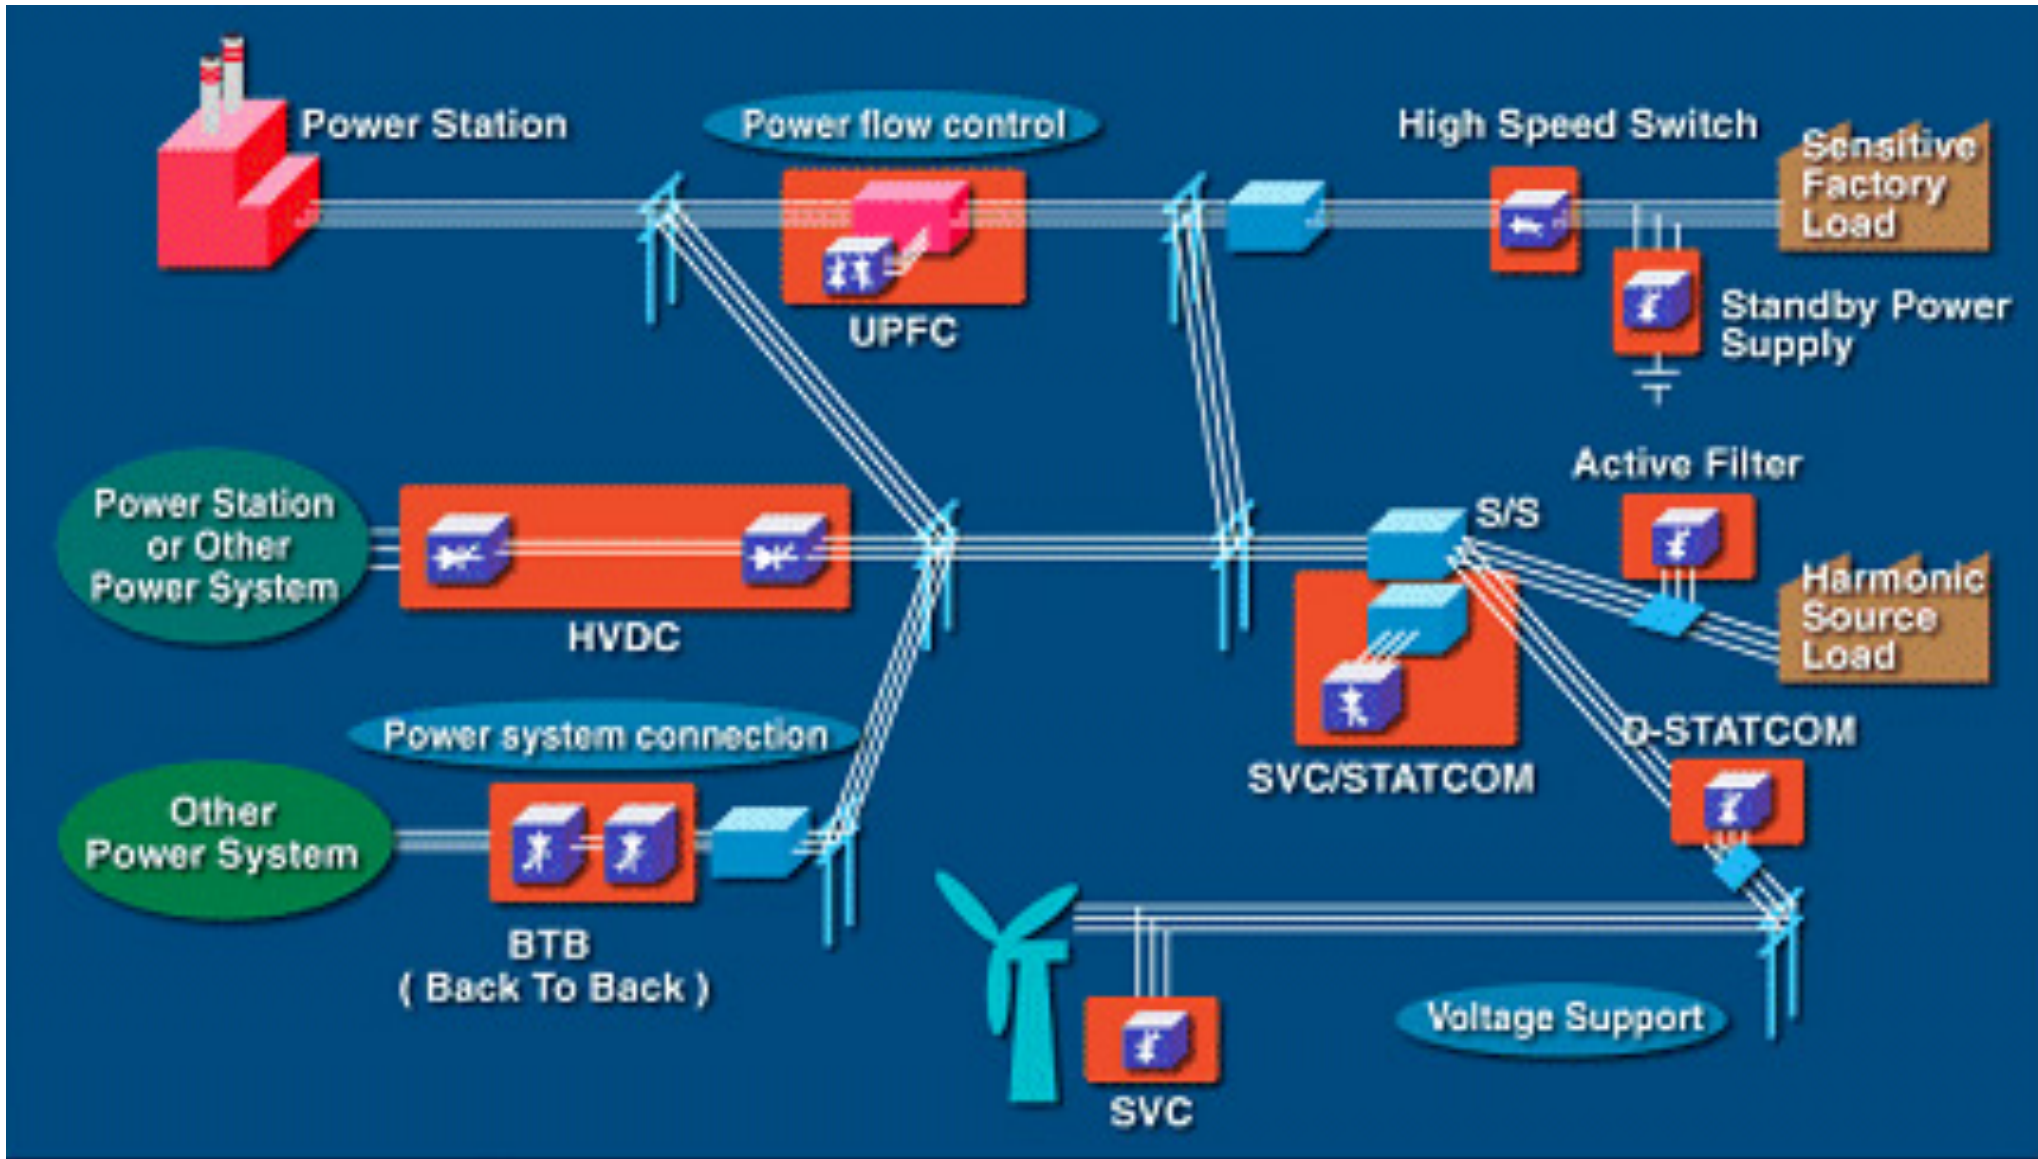 Power Station
Power flow control
High Speed Switch
Sensitive
Factory
Load
UPFC
Standby Power
Supply
Active Filter
Power Station
or Other
Power System
S/S
HVDC
Harmonic
Source
Load
Power system connection
D-STATCOM
SVC/STATCOM
Other
Power System
BTB
( Back To Back )
Voltage Support
SVC